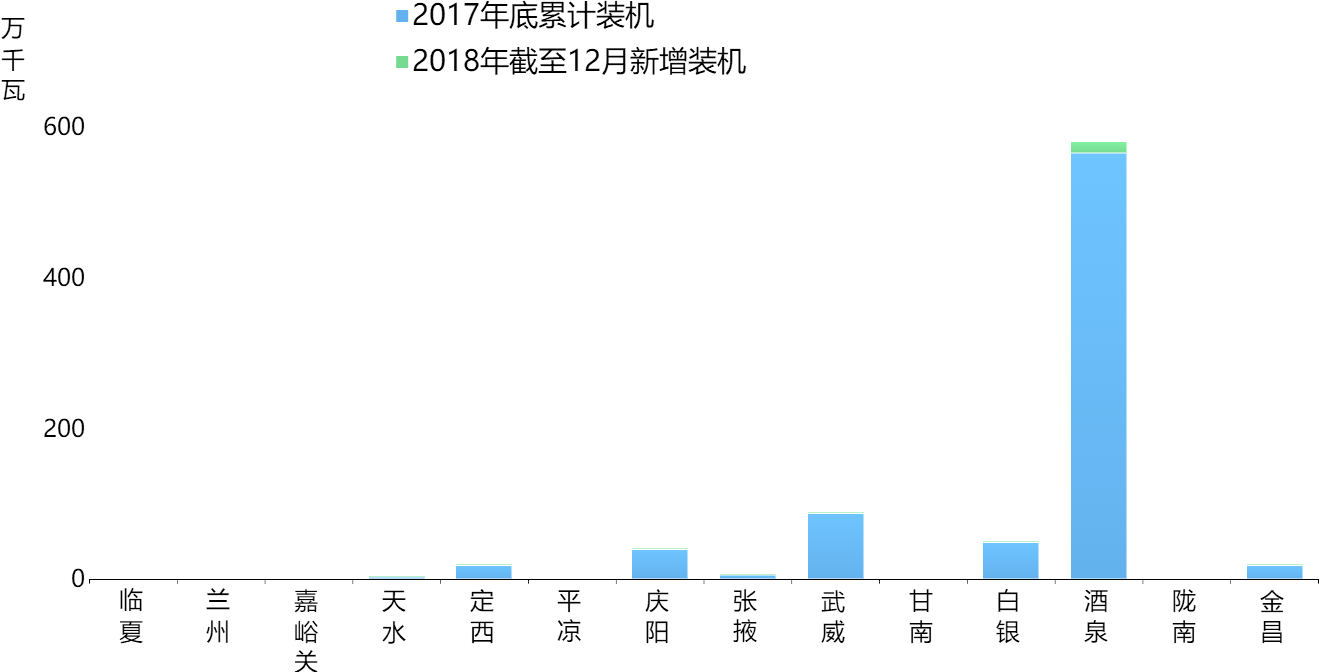 2017年底累计装机
2018年截至12月新增装机
万千瓦
600
400
200
0
临夏
兰州
嘉峪关
天水
定西
平凉
庆阳
张掖
武威
甘南
白银
酒泉
陇南
金昌